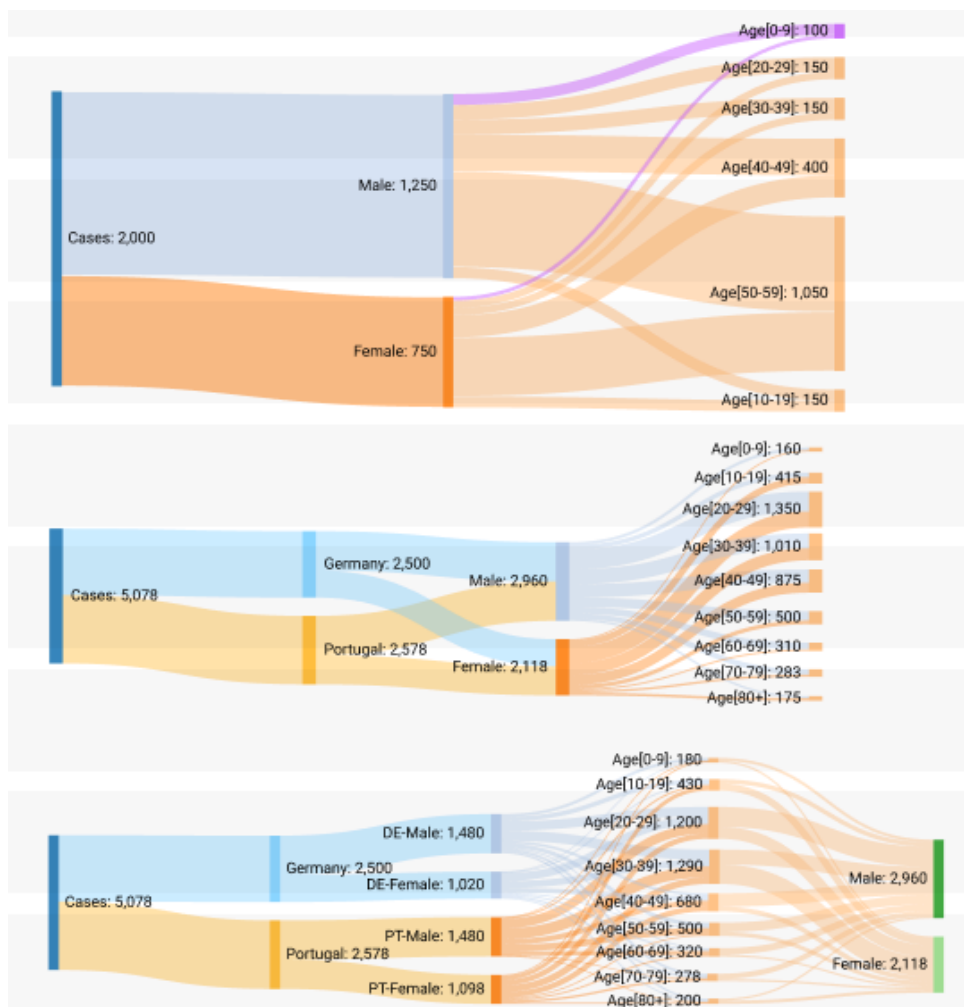 Age[0-9]: 100
Age[20-29]: 150
Age[30-39]: 150
Age[40-49]: 400
Male: 1,250
Cases: 2,000
Age[50-59]: 1,050
Female: 750
Age[10-19]: 150
Age[0-9]: 160
Age[10-19]: 415
Age[20-29]: 1,350
Age[30-39]: 1,010
Germany: 2,500
Male: 2,960
Age[40-49]: 875
Cases: 5,078
Age[50-59]: 500
Portugal: 2,578
Age[60-69]: 310
Female: 2,118
Age[70-79]: 283
Age[80+]: 175
Age[0-9]: 180
Age[10-19]: 430
Age[20-29]: 1,200
DE-Male: 1,480
Age[30-39]: 1,290
Germany: 2,500
Male: 2,960
DE-Female: 1,020
Age[40-49]: 680
Cases: 5,078
Age[50-59]: 500
PT-Male: 1,480
Age[60-69]: 320
Portugal: 2,578
Female: 2,118
Age[70-79]: 278
PT-Female: 1,098
Age[80+]: 200